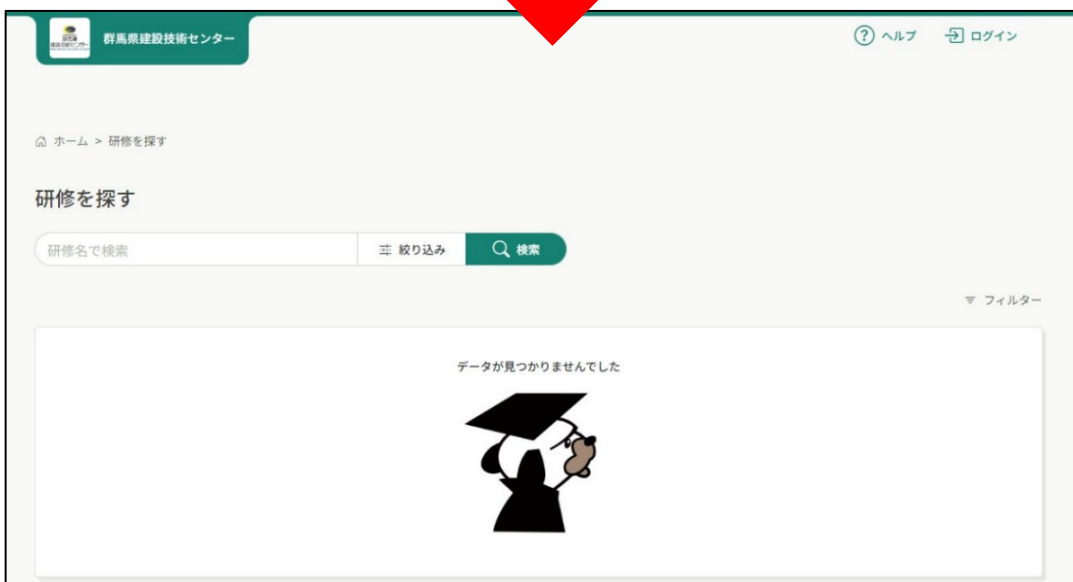 群馬県建設技術センター
ヘルプ
ログイン
ホーム > 研修を探す
研修を探す
研修名で検索
絞り込み
検索
フィルター
データが見つかりませんでした